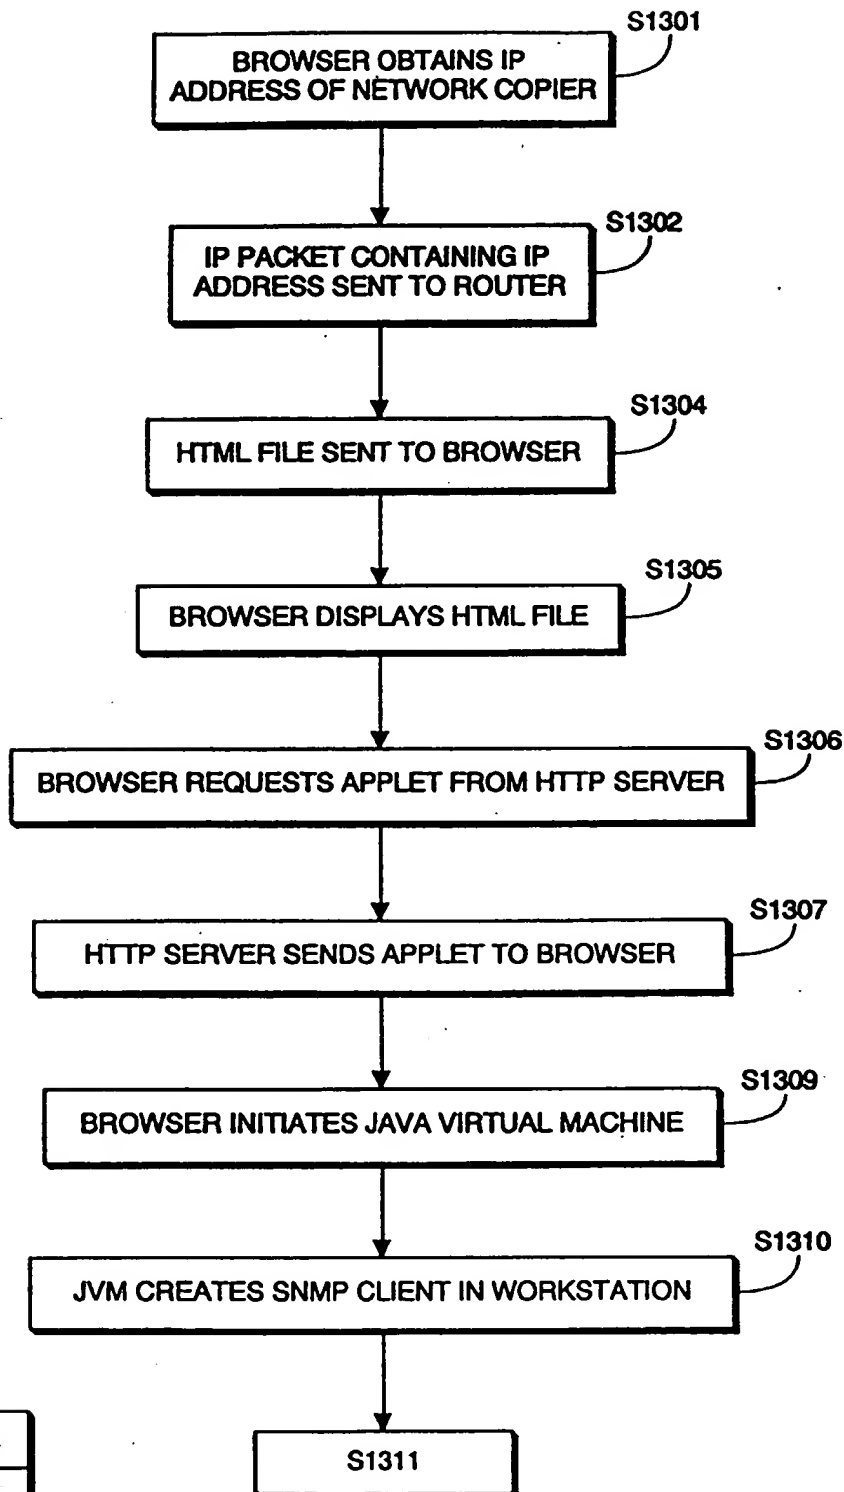 S1301
BROWSER OBTAINS IP
ADDRESS OF NETWORK COPIER
S1302
IP PACKET CONTAINING IP
ADDRESS SENT TO ROUTER
S1304
HTML FILE SENT TO BROWSER
S1305
BROWSER DISPLAYS HTML FILE
S1306
BROWSER REQUESTS APPLET FROM HTTP SERVER
S1307
HTTP SERVER SENDS APPLET TO BROWSER
S1309
BROWSER INITIATES JAVA VIRTUAL MACHINE
S1310
JVM CREATES SNMP CLIENT IN WORKSTATION
S1311